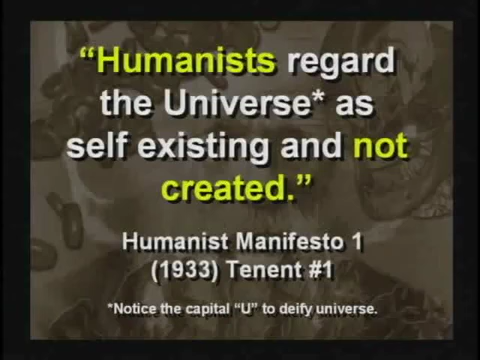 “Humanists regard
the Universe* as
self existing and not
created.”
Humanist Manifesto 1
(1933) Tenent #1
*Notice the capital “U” to deify universe.